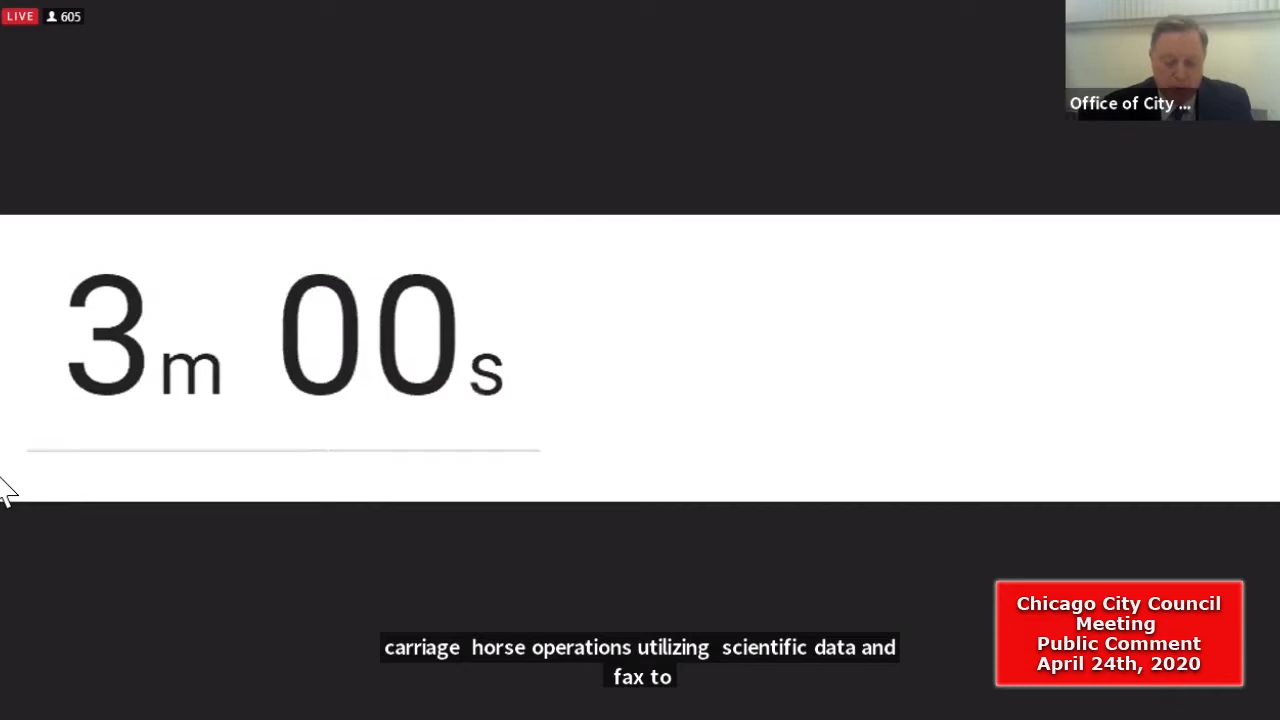 LIVE 605
Office of City ...
3m 00s
carriage horse operations utilizing scientific data and
fax to
Chicago City Council
Meeting
Public Comment
April 24th, 2020